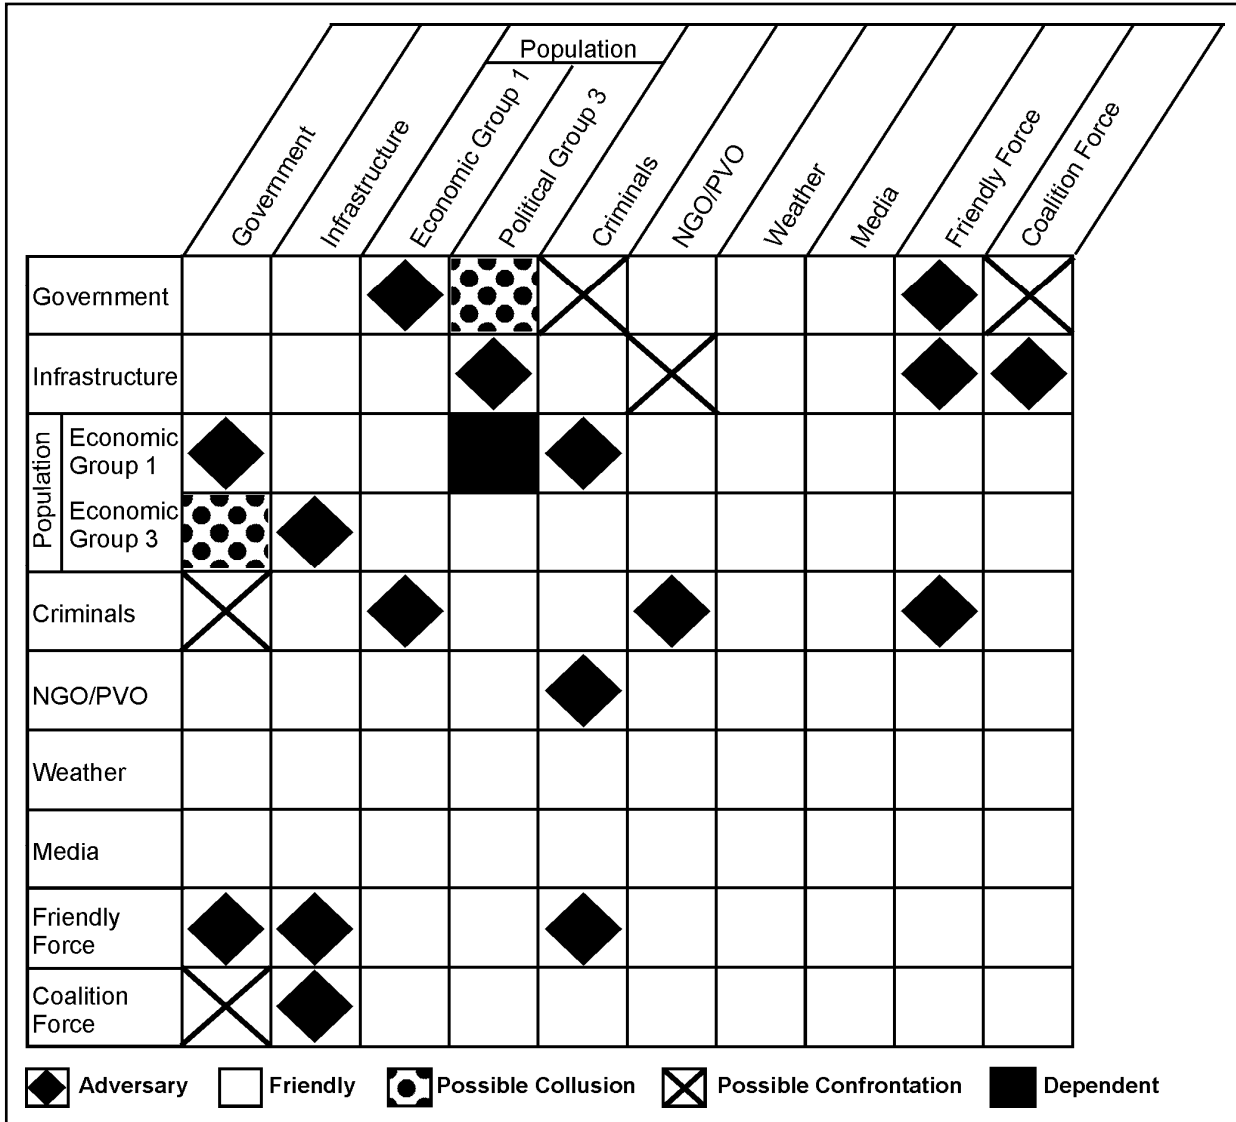 Population
Government
Infrastructure
Economic Group 1
Political Group 3
Criminals
NGO/PVO
Weather
Media
Friendly Force
Coalition Force
Government
Infrastructure
Population
Economic
Group 1
Economic
Group 3
Criminals
NGO/PVO
Weather
Media
Friendly
Force
Coalition
Force
Adversary
Friendly
Possible Collusion
Possible Confrontation
Dependent